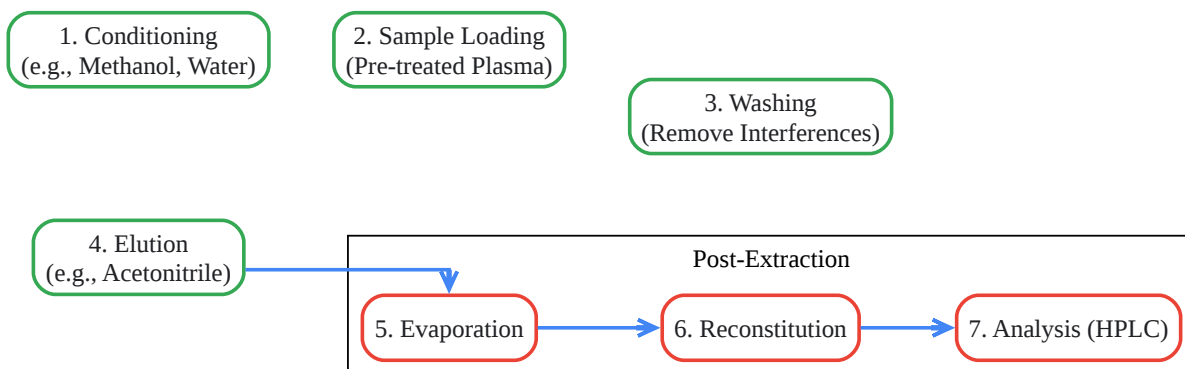 1. Conditioning
(e.g., Methanol, Water)
2. Sample Loading
(Pre-treated Plasma)
3. Washing
(Remove Interferences)
4. Elution
(e.g., Acetonitrile)
Post-Extraction
5. Evaporation
6. Reconstitution
7. Analysis (HPLC)